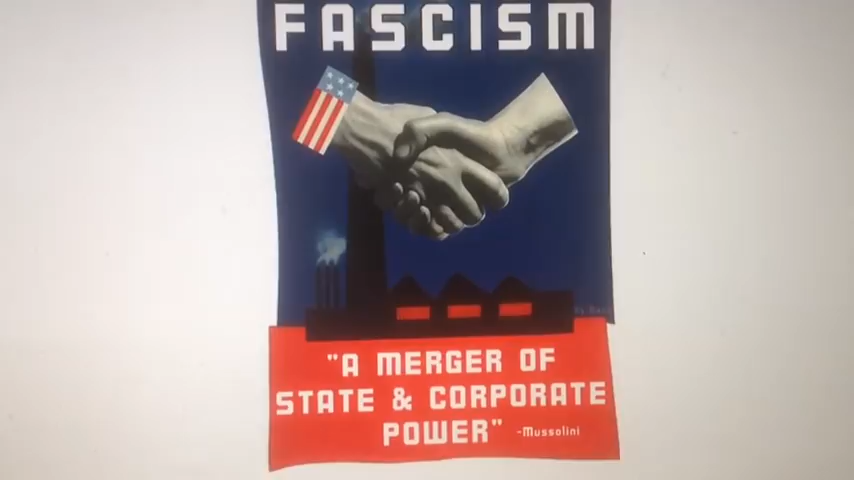 FASCISM
"A MERGER OF
STATE & CORPORATE
POWER" -Mussolini